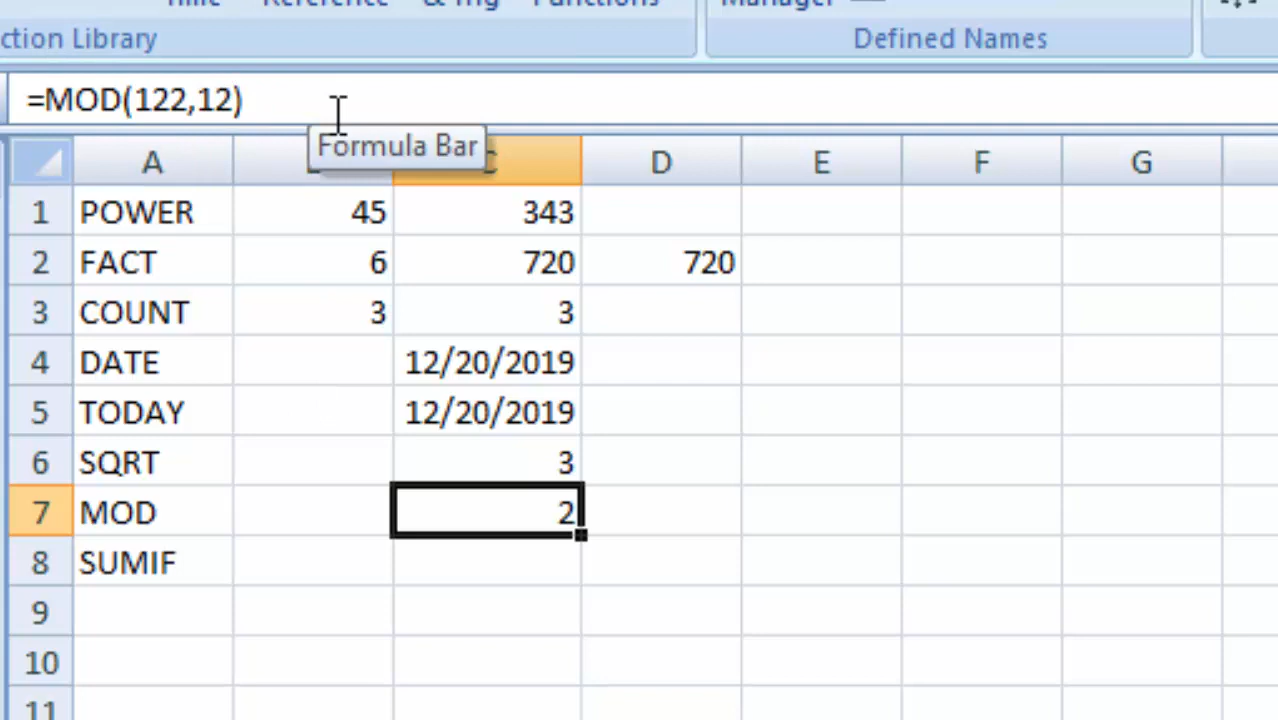 ction Library
Defined Names
=MOD(122,12)
Formula Bar
A C D E F G
1 POWER 45 343
2 FACT 6 720 720
3 COUNT 3 3
4 DATE 12/20/2019
5 TODAY 12/20/2019
6 SQRT 3
7 MOD 2
8 SUMIF
9
10
11